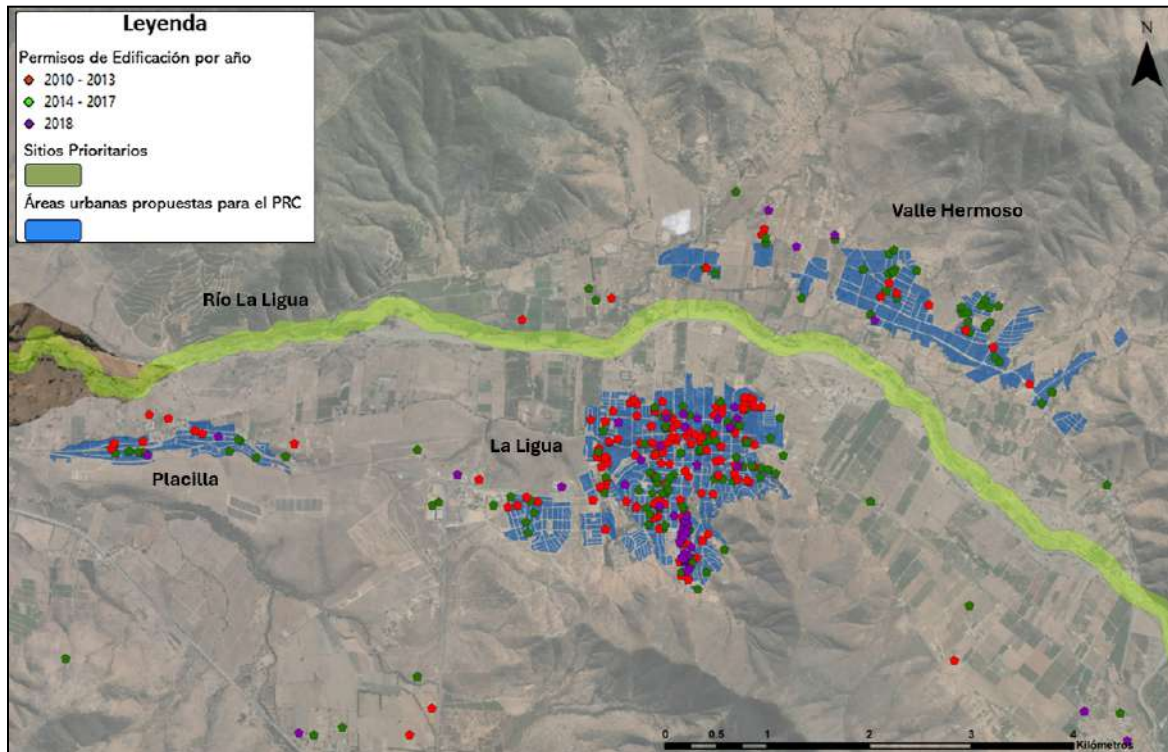 Leyenda
Permisos de Edificación por año
2010 - 2013
2014 - 2017
2018
Sitios Prioritarios
Áreas urbanas propuestas para el PRC
N
Valle Hermoso
Río La Ligua
La Ligua
Placilla
0 0.5 1 2 3 4
Kilómetros